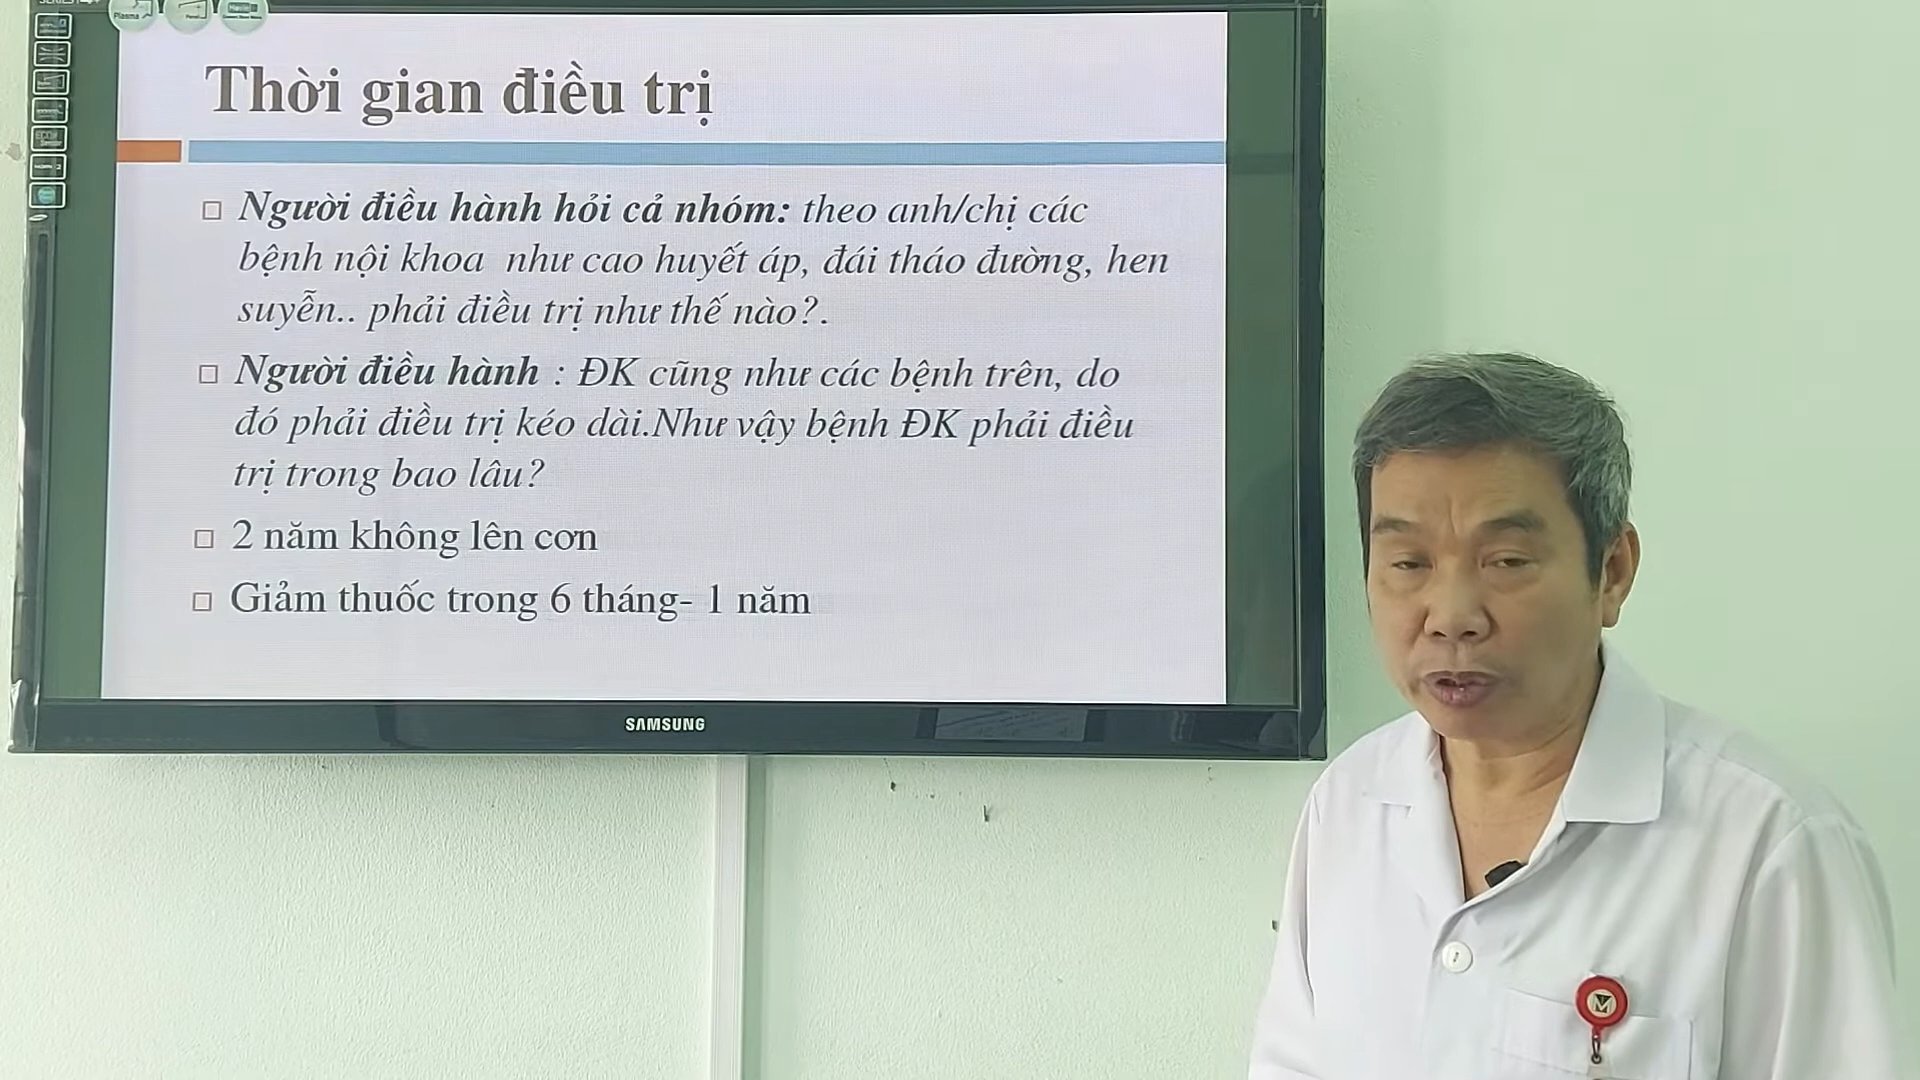 Plasma
Thời gian điều trị
Người điều hành hỏi cả nhóm: theo anh/chị các
bệnh nội khoa như cao huyết áp, đái tháo đường, hen
suyễn.. phải điều trị như thế nào?.
Người điều hành : ĐK cũng như các bệnh trên, do
đó phải điều trị kéo dài.Như vậy bệnh ĐK phải điều
trị trong bao lâu?
2 năm không lên cơn
Giảm thuốc trong 6 tháng- 1 năm
SAMSUNG